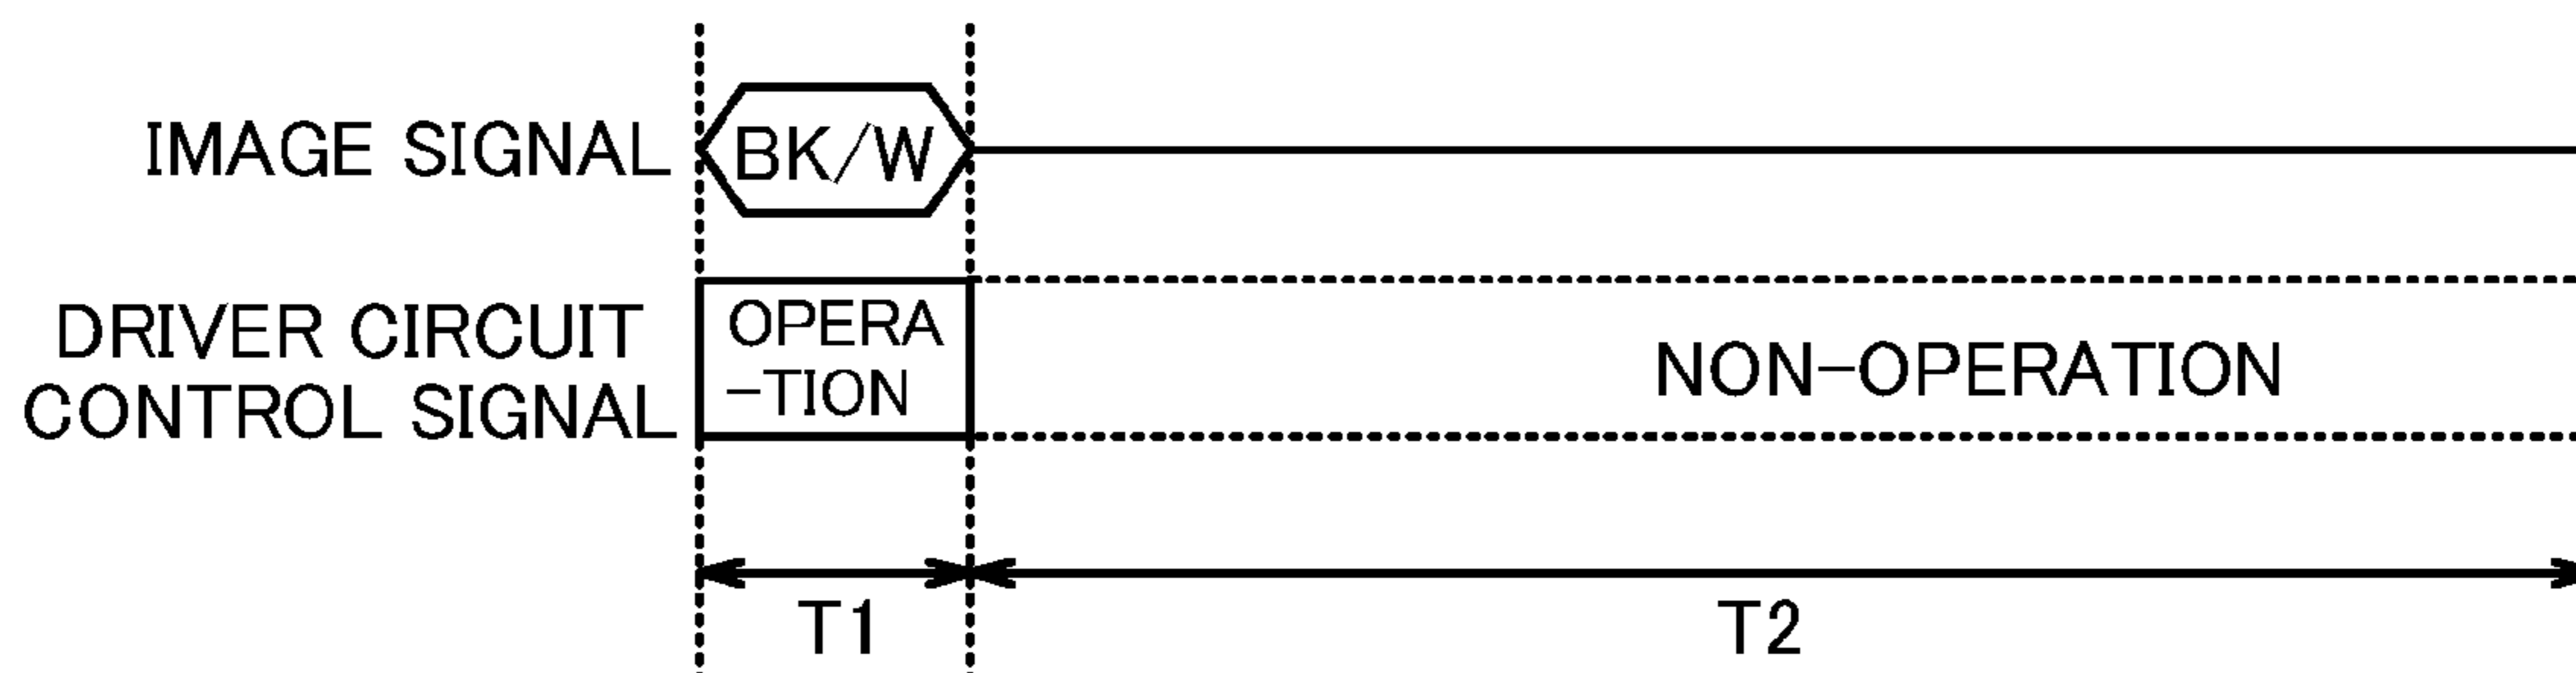 IMAGE SIGNAL
BK/W
DRIVER CIRCUIT
CONTROL SIGNAL
OPERA
-TION
NON-OPERATION
T1
T2